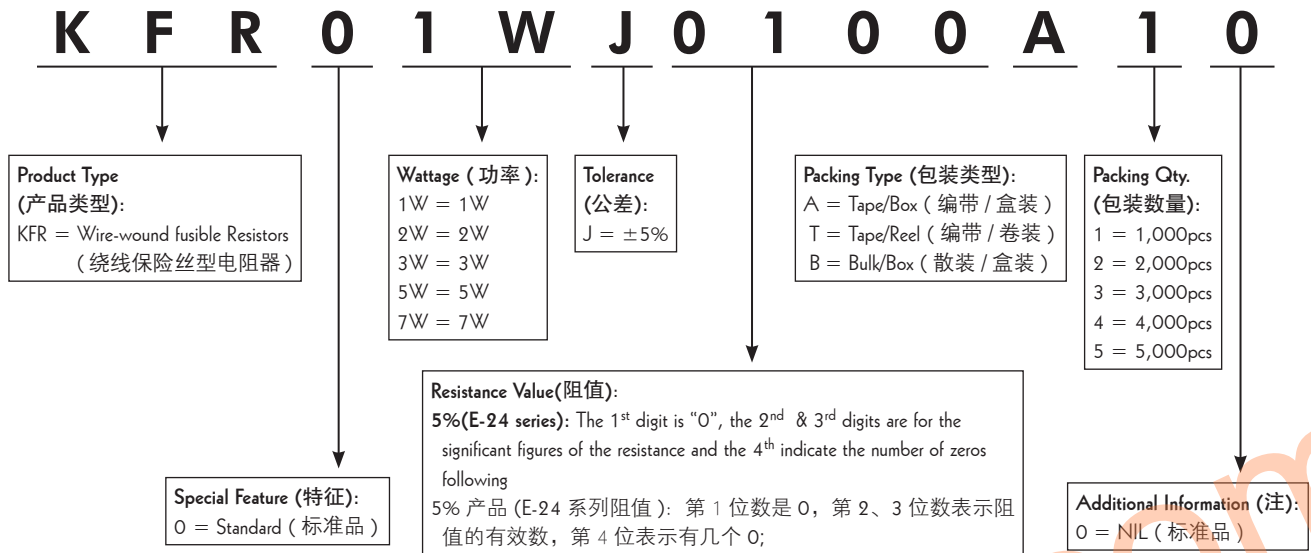 K F R 0 1 W J 0 1 0 0 A 1 0
Product Type
(产品类型):
KFR = Wire-wound fusible Resistors
(绕线保险丝型电阻器)
Wattage (功率):
1W = 1W
2W = 2W
3W = 3W
5W = 5W
7W = 7W
Tolerance
(公差):
J = ±5%
Packing Type (包装类型):
A = Tape/Box (编带/盒装)
T = Tape/Reel (编带/卷装)
B = Bulk/Box (散装/盒装)
Packing Qty.
(包装数量):
1 = 1,000pcs
2 = 2,000pcs
3 = 3,000pcs
4 = 4,000pcs
5 = 5,000pcs
Special Feature (特征):
0 = Standard (标准品)
Resistance Value(阻值):
5%(E-24 series): The 1st digit is "0", the 2nd & 3rd digits are for the
significant figures of the resistance and the 4th indicate the number of zeros
following
5% 产品 (E-24 系列阻值): 第 1 位数是 0，第 2、3 位数表示阻
值的有效数，第 4 位表示有几个 0;
Additional Information (注):
0 = NIL (标准品)